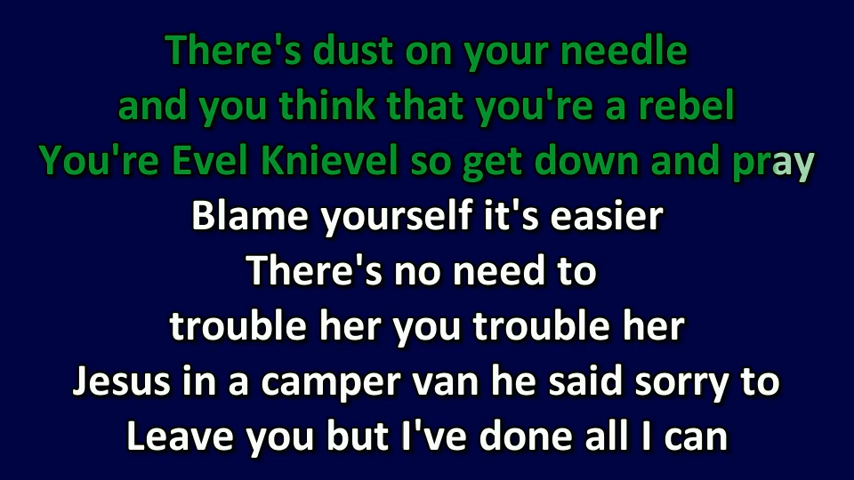 There's dust on your needle
and you think that you're a rebel
You're Evel Knievel so get down and pray
Blame yourself it's easier
There's no need to
trouble her you trouble her
Jesus in a camper van he said sorry to
Leave you but I've done all I can